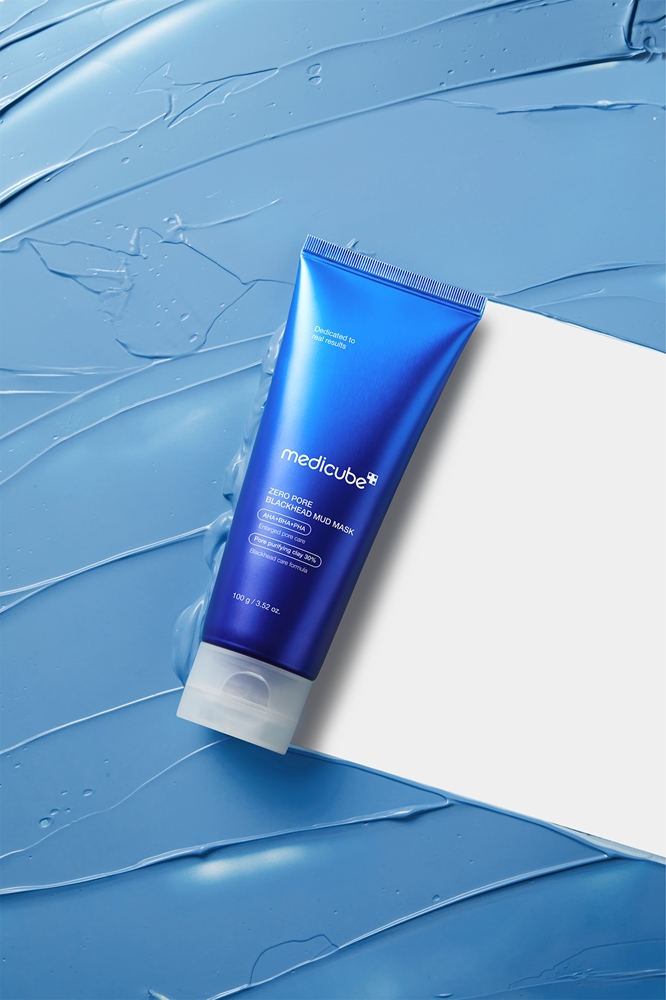 Dedicated to
real results
medicube
ZERO PORE
BLACKHEAD MUD MASK
AHA+BHA+PHA
Enlarged pore care
Pore purifying clay 30%
Blackhead care formula
100 g / 3.52 oz.